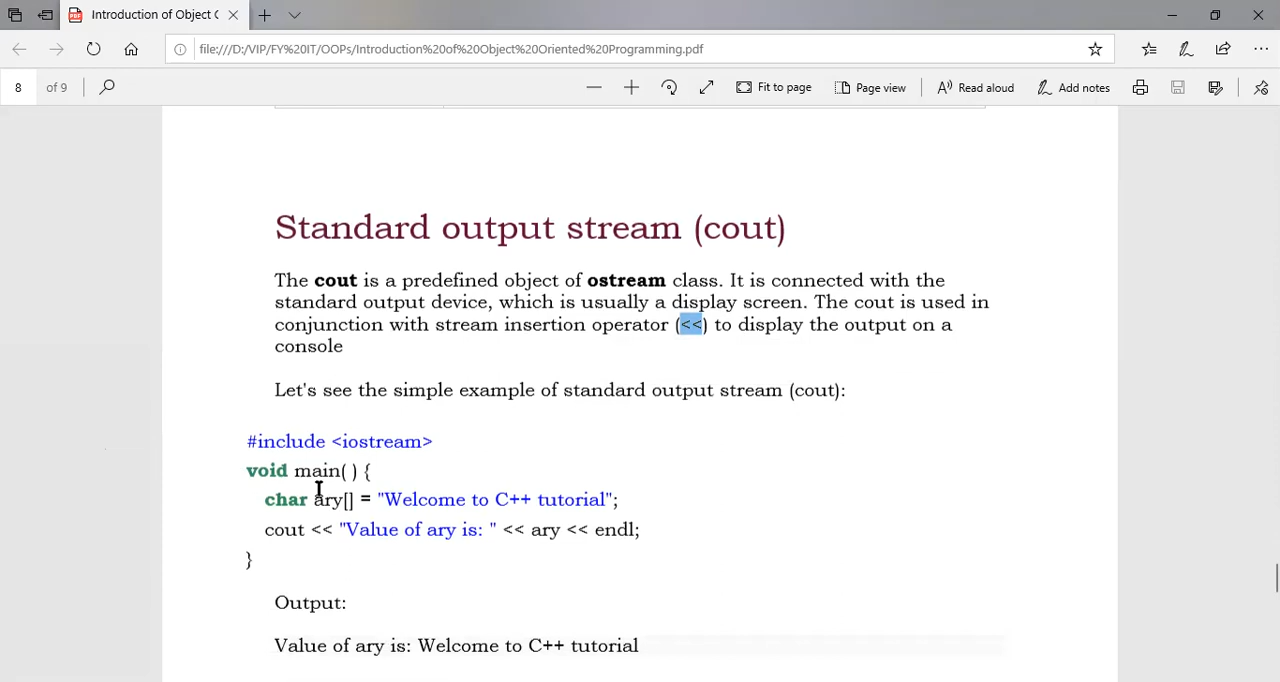 Introduction of Object C
file:///D:/VIP/FY%20IT/OOPs/Introduction%20of%20Object%20Oriented%20Programming.pdf
8 of 9
Fit to page
Page view
Read aloud
Add notes
Standard output stream (cout)
The cout is a predefined object of ostream class. It is connected with the
standard output device, which is usually a display screen. The cout is used in
conjunction with stream insertion operator (<<) to display the output on a
console
Let's see the simple example of standard output stream (cout):
#include <iostream>
void main( ) {
char ary[] = "Welcome to C++ tutorial";
cout << "Value of ary is: " << ary << endl;
}
Output:
Value of ary is: Welcome to C++ tutorial